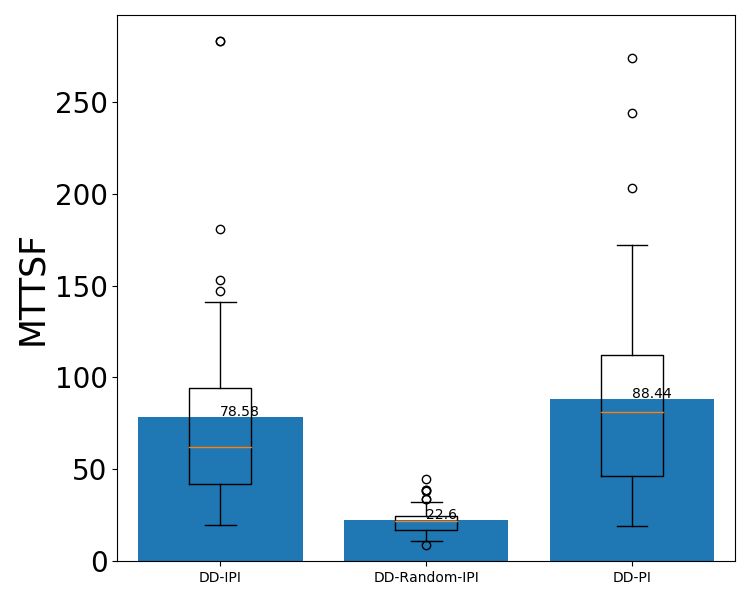 MTTSF
250
200
150
100
50
0
78.58
22.6
88.44
DD-IPI
DD-Random-IPI
DD-PI